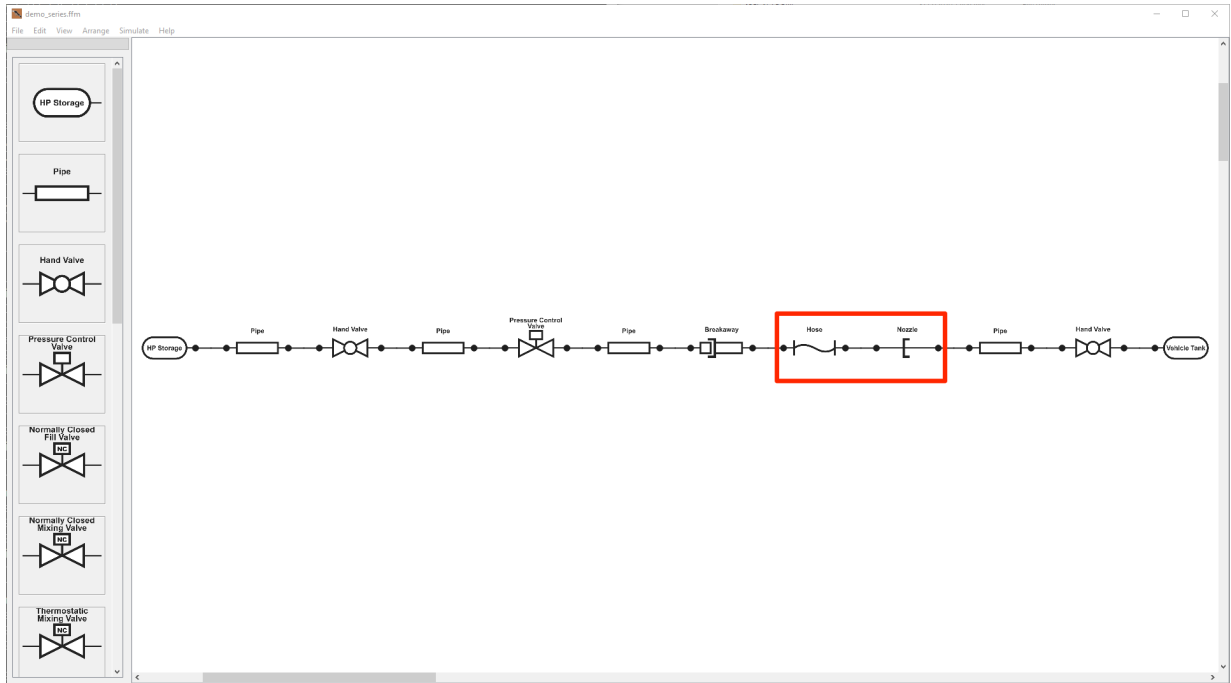 demo_series.ffm
File Edit View Arrange Simulate Help
HP Storage
Pipe
Hand Valve
Pressure Control
Valve
Normally Closed
Fill Valve
NC
Normally Closed
Mixing Valve
NC
Thermostatic
Mixing Valve
NC
HP Storage
Pipe
Hand Valve
Pipe
Pressure Control
Valve
Pipe
Breakaway
Hose
Nozzle
Pipe
Hand Valve
Vehicle Tank